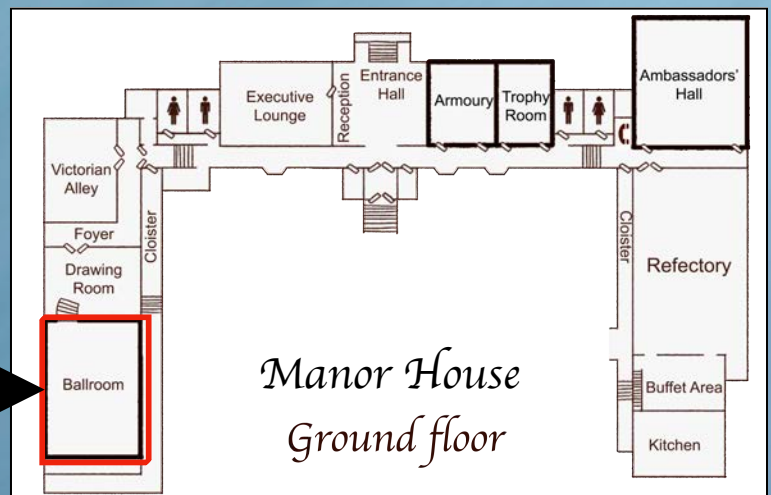 Executive
Lounge
Reception
Entrance
Hall
Armoury
Trophy
Room
Ambassadors'
Hall
Victorian
Alley
Foyer
Cloister
Drawing
Room
Ballroom
Cloister
Refectory
Buffet Area
Kitchen
Manor House
Ground floor